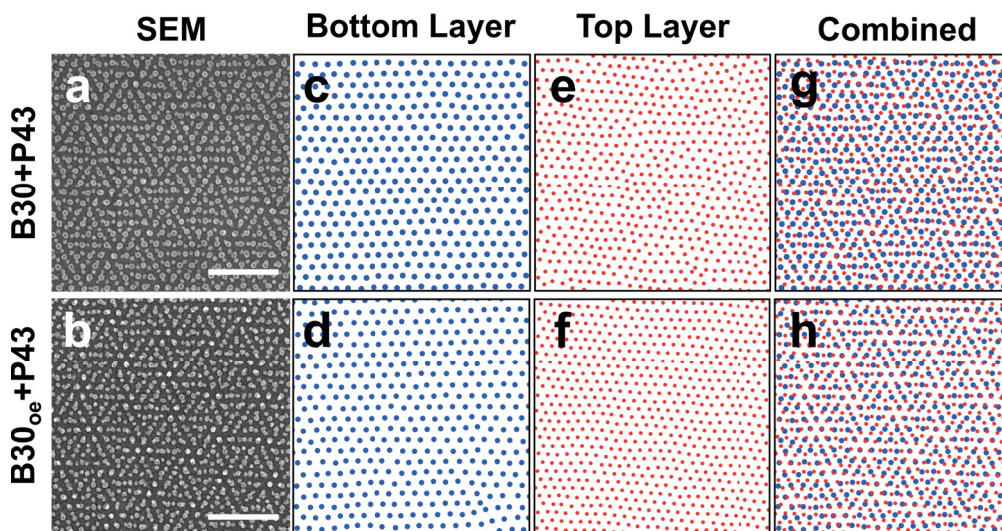 SEM Bottom Layer Top Layer Combined
B30+P43
a c e g
B30oe+P43
b d f h